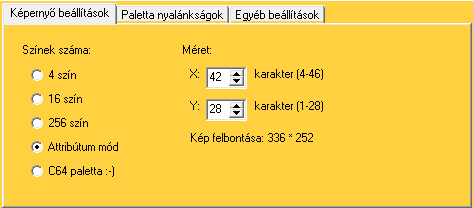 Képernyő beállítások Paletta nyalánkságok Egyéb beállítások
Színek száma:
4 szín
16 szín
256 szín
Attribútum mód
C64 paletta :-)
Méret:
X: 42 karakter (4-46)
Y: 28 karakter (1-28)
Kép felbontása: 336 * 252